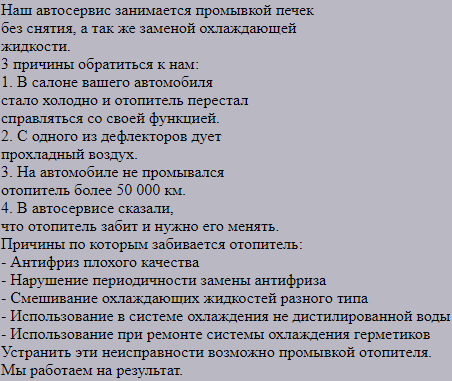 Наш автосервис занимается промывкой печек
без снятия, а так же заменой охлаждающей
жидкости.
3 причины обратиться к нам:
1. В салоне вашего автомобиля
стало холодно и отопитель перестал
справляться со своей функцией.
2. С одного из дефлекторов дует
прохладный воздух.
3. На автомобиле не промывался
отопитель более 50 000 км.
4. В автосервисе сказали,
что отопитель забит и нужно его менять.
Причины по которым забивается отопитель:
- Антифриз плохого качества
- Нарушение периодичности замены антифриза
- Смешивание охлаждающих жидкостей разного типа
- Использование в системе охлаждения не дистилированной воды
- Использование при ремонте системы охлаждения герметиков
Устранить эти неисправности возможно промывкой отопителя.
Мы работаем на результат.